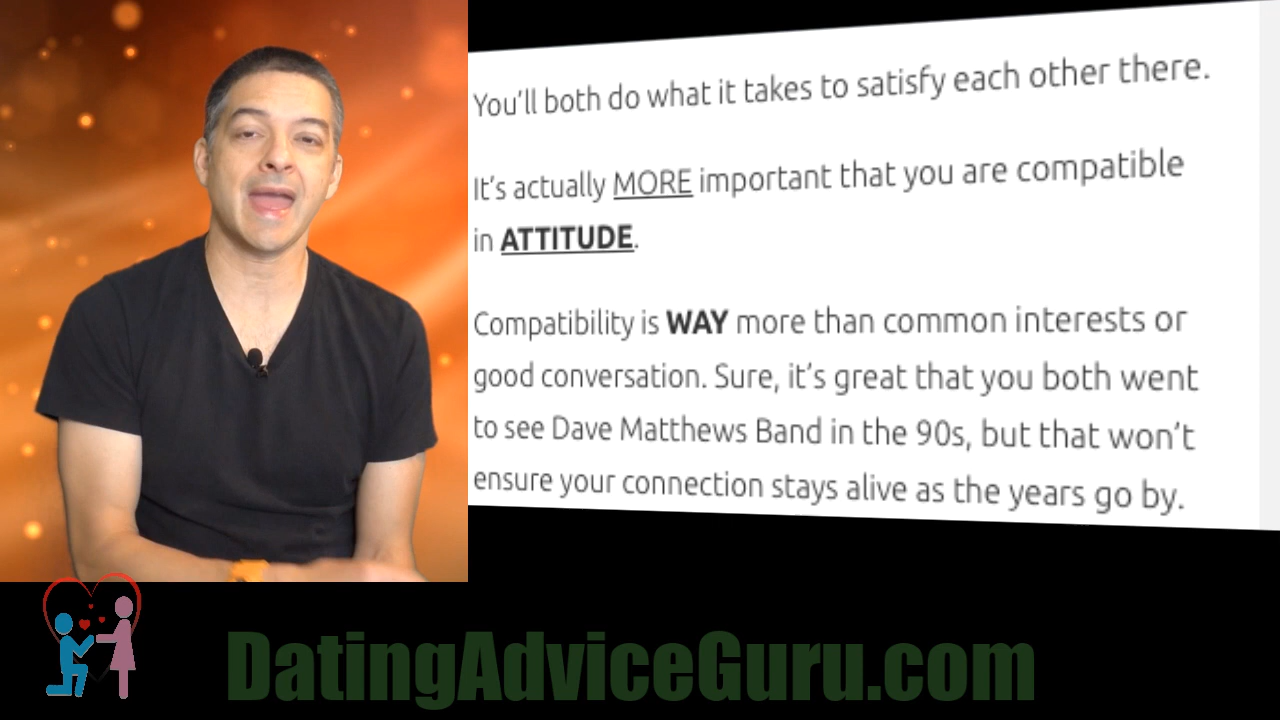 You'll both do what it takes to satisfy each other there.
It's actually MORE important that you are compatible
in ATTITUDE.
Compatibility is WAY more than common interests or
good conversation. Sure, it's great that you both went
to see Dave Matthews Band in the 90s, but that won't
ensure your connection stays alive as the years go by.
DatingAdviceGuru.com